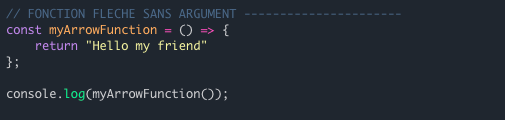 // FONCTION FLECHE SANS ARGUMENT ---------------------
const myArrowFunction = () => {
    return "Hello my friend"
};
console.log(myArrowFunction());